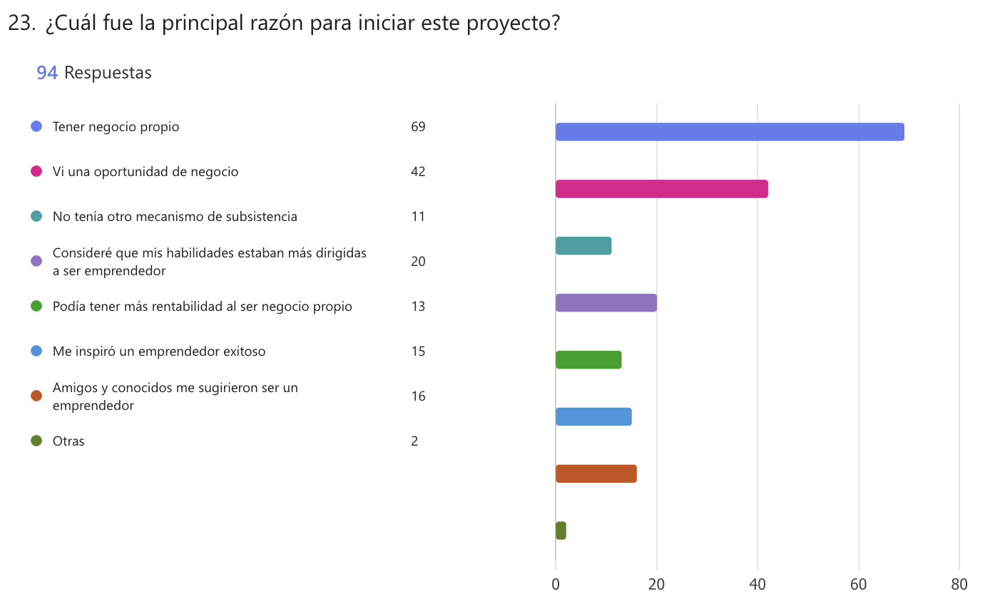 23. ¿Cuál fue la principal razón para iniciar este proyecto?
94 Respuestas
Tener negocio propio 69
Vi una oportunidad de negocio 42
No tenía otro mecanismo de subsistencia 11
Consideré que mis habilidades estaban más dirigidas
a ser emprendedor 20
Podía tener más rentabilidad al ser negocio propio 13
Me inspiró un emprendedor exitoso 15
Amigos y conocidos me sugirieron ser un
emprendedor 16
Otras 2
0 20 40 60 80